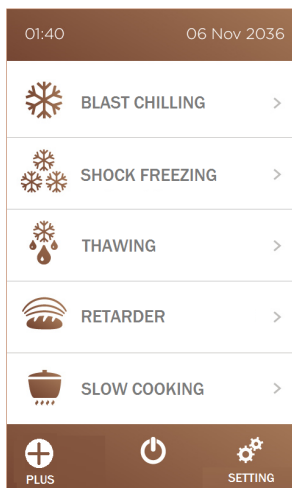 01:40 06 Nov 2036
BLAST CHILLING
SHOCK FREEZING
THAWING
RETARDER
SLOW COOKING
PLUS
SETTING